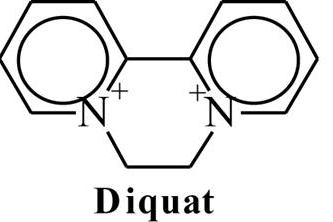 N+ +N
Diquat